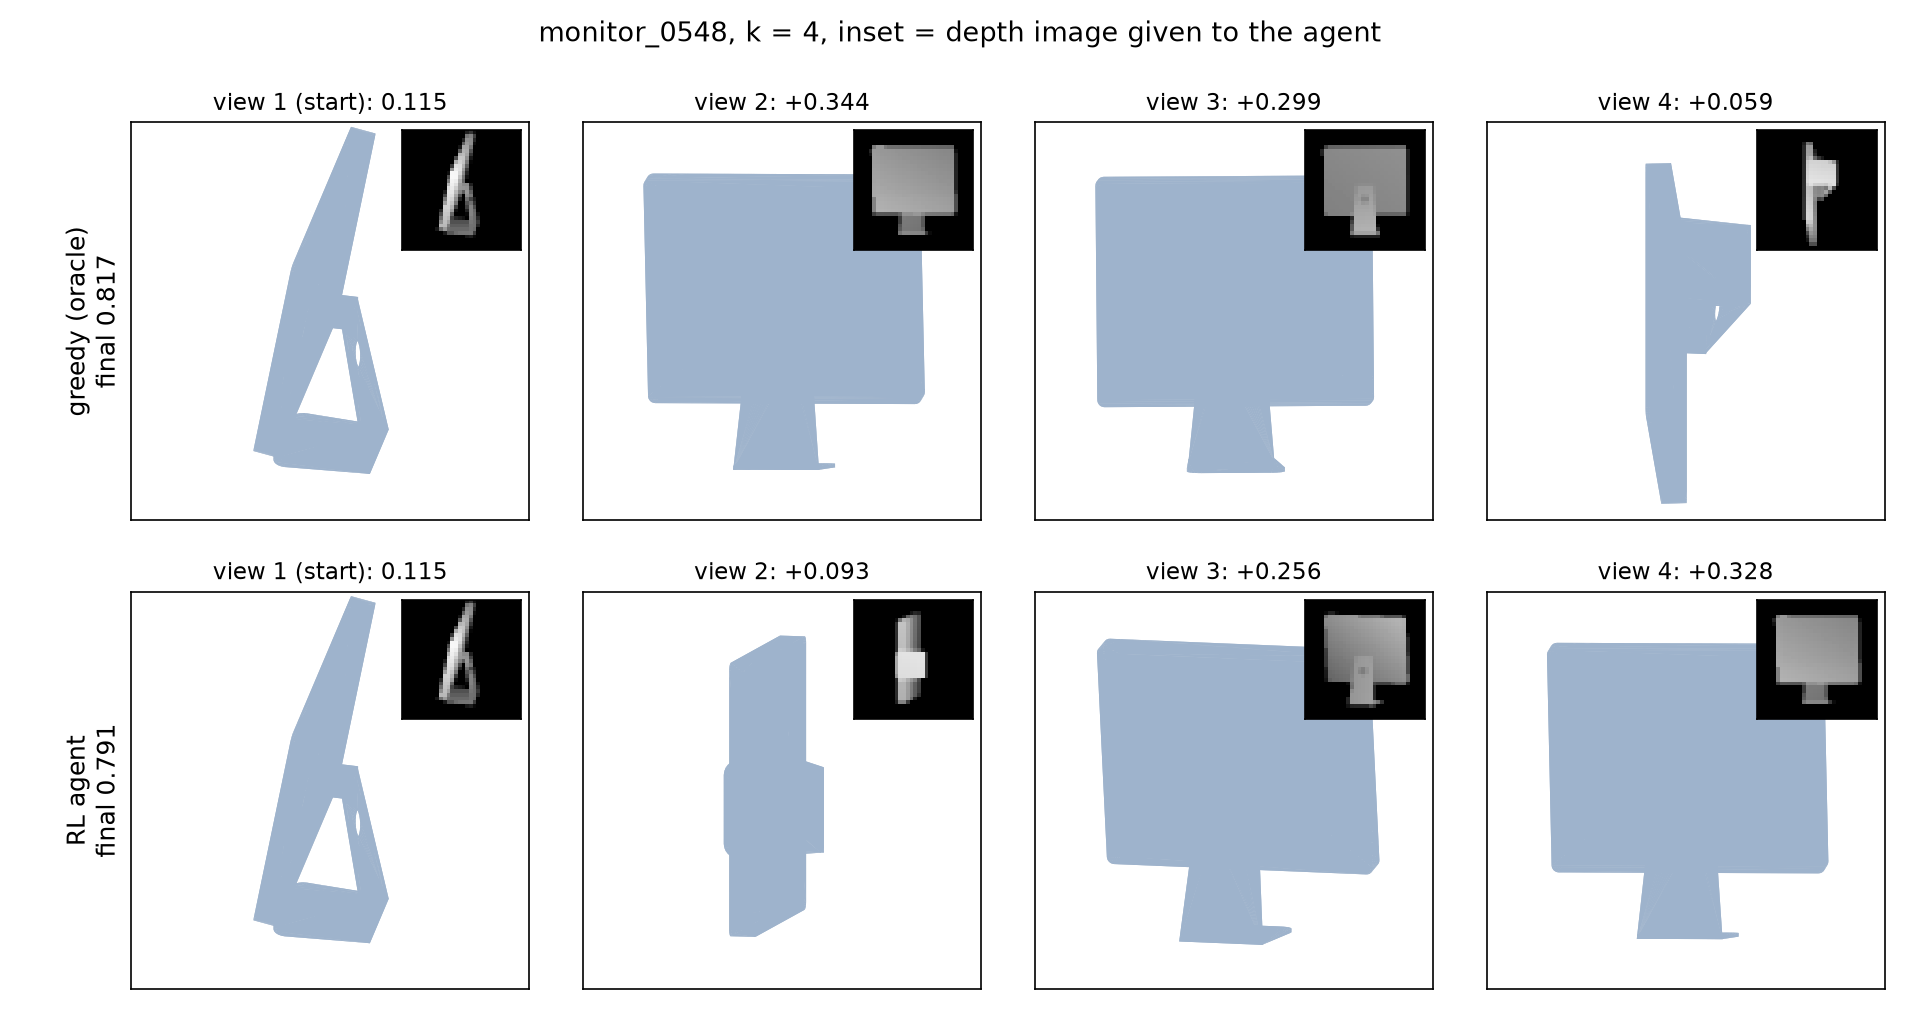 monitor_0548, k = 4, inset = depth image given to the agent
view 1 (start): 0.115
view 2: +0.344
view 3: +0.299
view 4: +0.059
greedy (oracle)
final 0.817
view 1 (start): 0.115
view 2: +0.093
view 3: +0.256
view 4: +0.328
RL agent
final 0.791